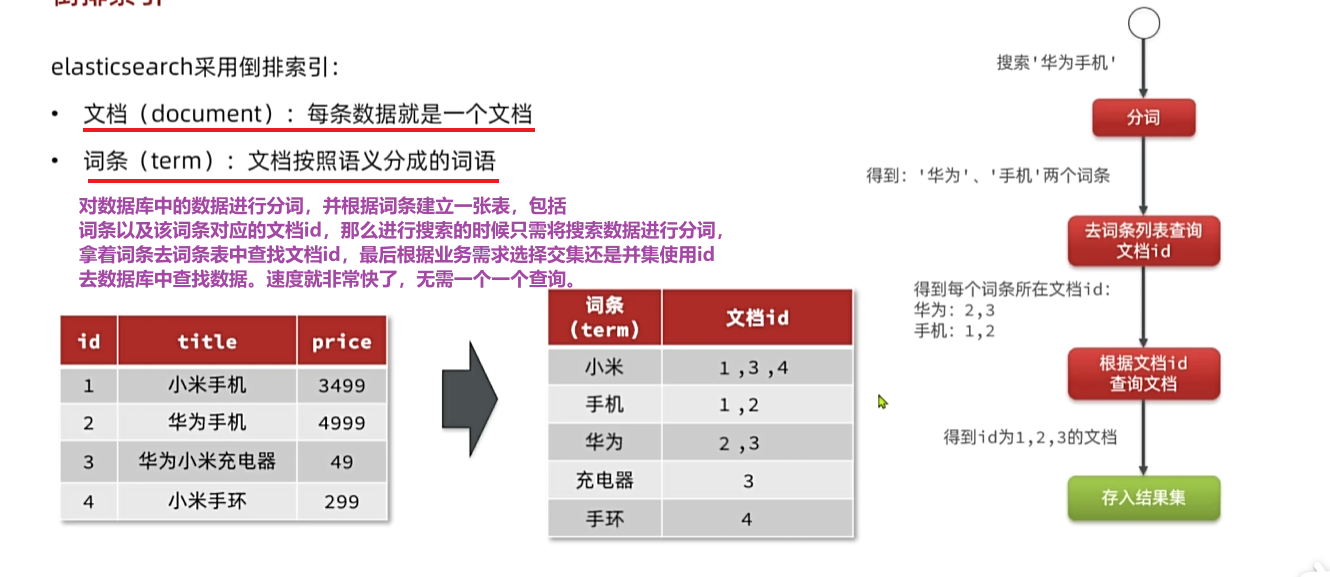 elasticsearch采用倒排索引：
• 文档（document）：每条数据就是一个文档
• 词条（term）：文档按照语义分成的词语
对数据库中的数据进行分词，并根据词条建立一张表，包括
词条以及该词条对应的文档id，那么进行搜索的时候只需将搜索数据进行分词，
拿着词条去词条表中查找文档id，最后根据业务需求选择交集还是并集使用id
去数据库中查找数据。速度就非常快了，无需一个一个查询。
id title price
1 小米手机 3499
2 华为手机 4999
3 华为小米充电器 49
4 小米手环 299
词条
(term) 文档id
小米 1 ,3 ,4
手机 1 ,2
华为 2 ,3
充电器 3
手环 4
搜索'华为手机'
分词
得到：'华为'、'手机'两个词条
去词条列表查询
文档id
得到每个词条所在文档id：
华为：2,3
手机：1,2
根据文档id
查询文档
得到id为1,2,3的文档
存入结果集